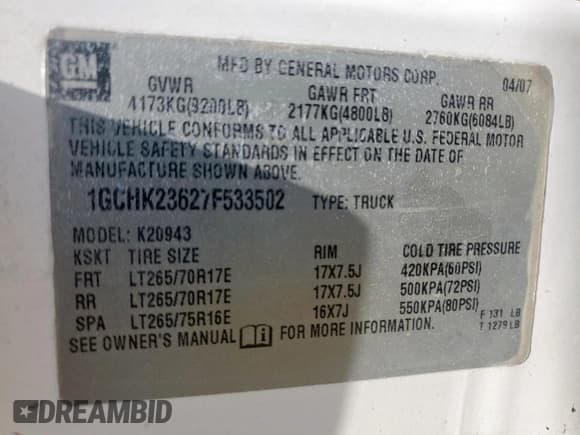 GM
MFD BY GENERAL MOTORS CORP. 04/07
GVWR GAWR FRT GAWR RR
4173KG(9200LB) 2177KG(4800LB) 2760KG(6084LB)
THIS VEHICLE CONFORMS TO ALL APPLICABLE U.S. FEDERAL MOTOR
VEHICLE SAFETY STANDARDS IN EFFECT ON THE DATE OF
MANUFACTURE SHOWN ABOVE.
1GCHK23627F533502 TYPE: TRUCK
MODEL: K20943
KSKT TIRE SIZE RIM COLD TIRE PRESSURE
FRT LT265/70R17E 17X7.5J 420KPA(60PSI)
RR LT265/70R17E 17X7.5J 500KPA(72PSI)
SPA LT265/75R16E 16X7J 550KPA(80PSI)
SEE OWNER'S MANUAL i FOR MORE INFORMATION.
F 131 LB
T 1279 LB
DREAMBID